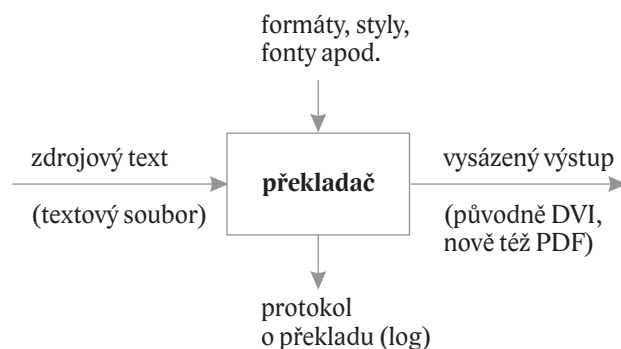 formáty, styly,
fonty apod.
zdrojový text
(textový soubor)
překladač
vysázený výstup
(původně DVI,
nově též PDF)
protokol
o překladu (log)